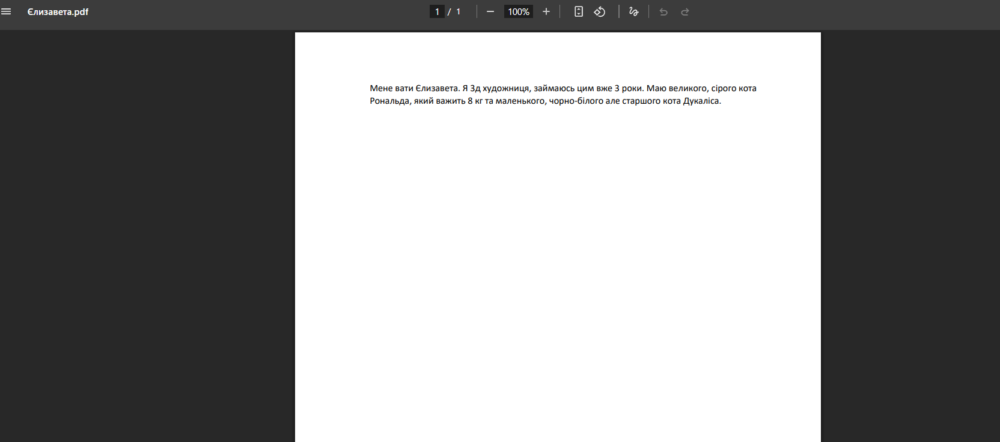 Єлизавета.pdf
1 / 1
100%
Мене вати Єлизавета. Я 3д художниця, займаюсь цим вже 3 роки. Маю великого, сірого кота
Рональда, який важить 8 кг та маленького, чорно-білого але старшого кота Дукаліса.